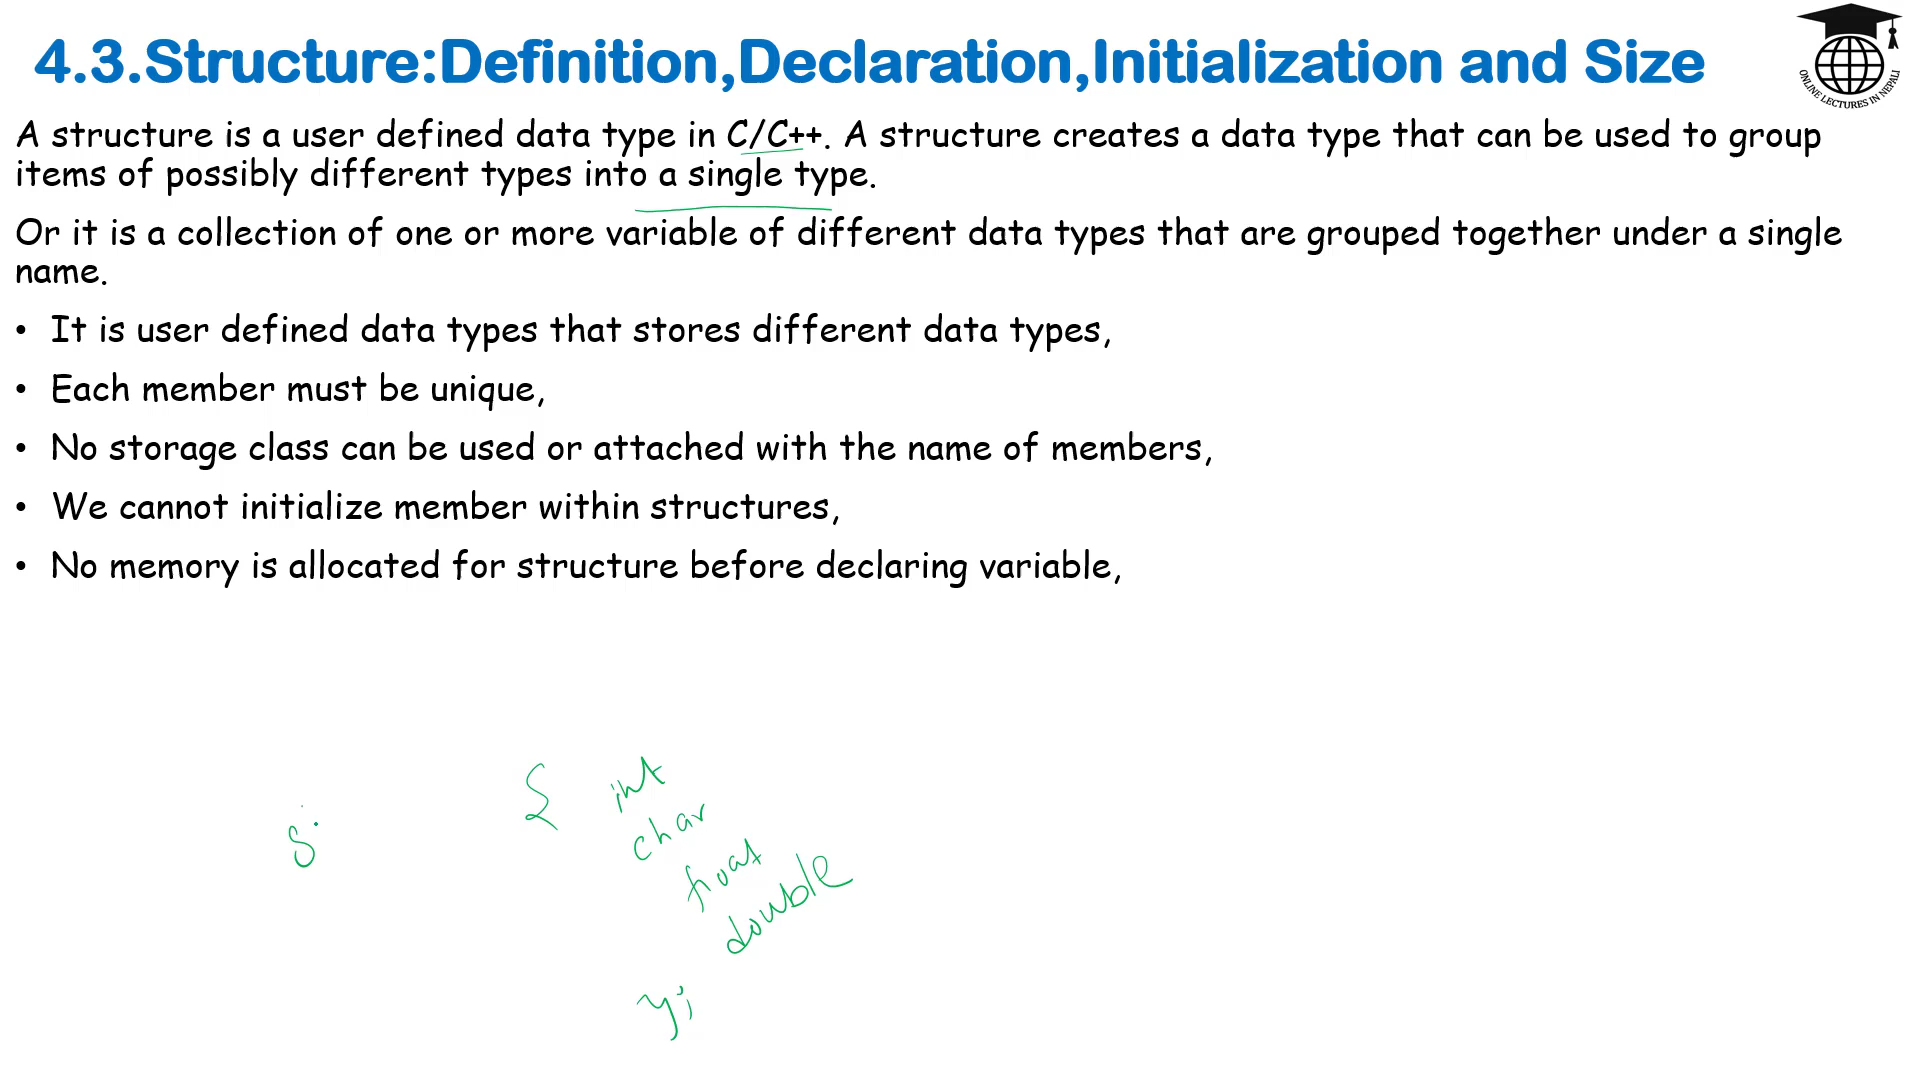 4.3.Structure:Definition,Declaration,Initialization and Size
ONLINE LECTURES IN NEPALI
A structure is a user defined data type in C/C++. A structure creates a data type that can be used to group
items of possibly different types into a single type.
Or it is a collection of one or more variable of different data types that are grouped together under a single
name.
• It is user defined data types that stores different data types,
• Each member must be unique,
• No storage class can be used or attached with the name of members,
• We cannot initialize member within structures,
• No memory is allocated for structure before declaring variable,
S
{ int
char
float
double
};